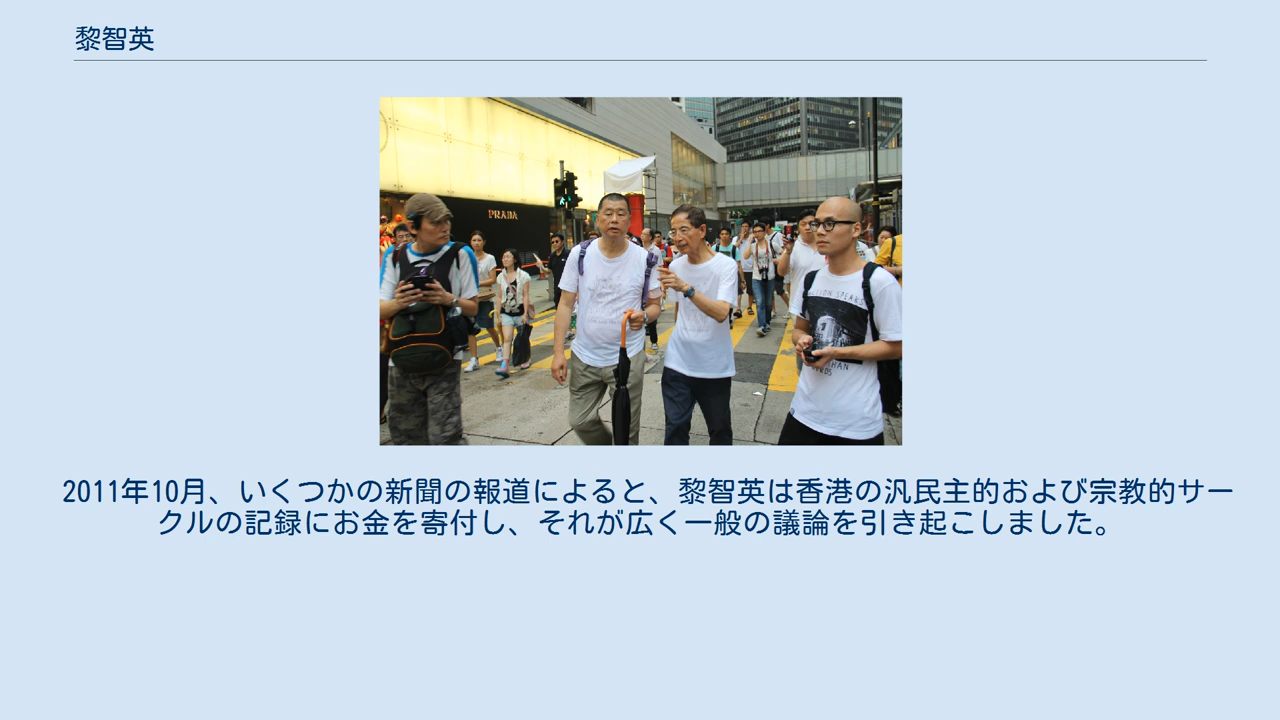 黎智英
PRADA
2011年10月、いくつかの新聞の報道によると、黎智英は香港の汎民主的および宗教的サー
クルの記録にお金を寄付し、それが広く一般の議論を引き起こしました。